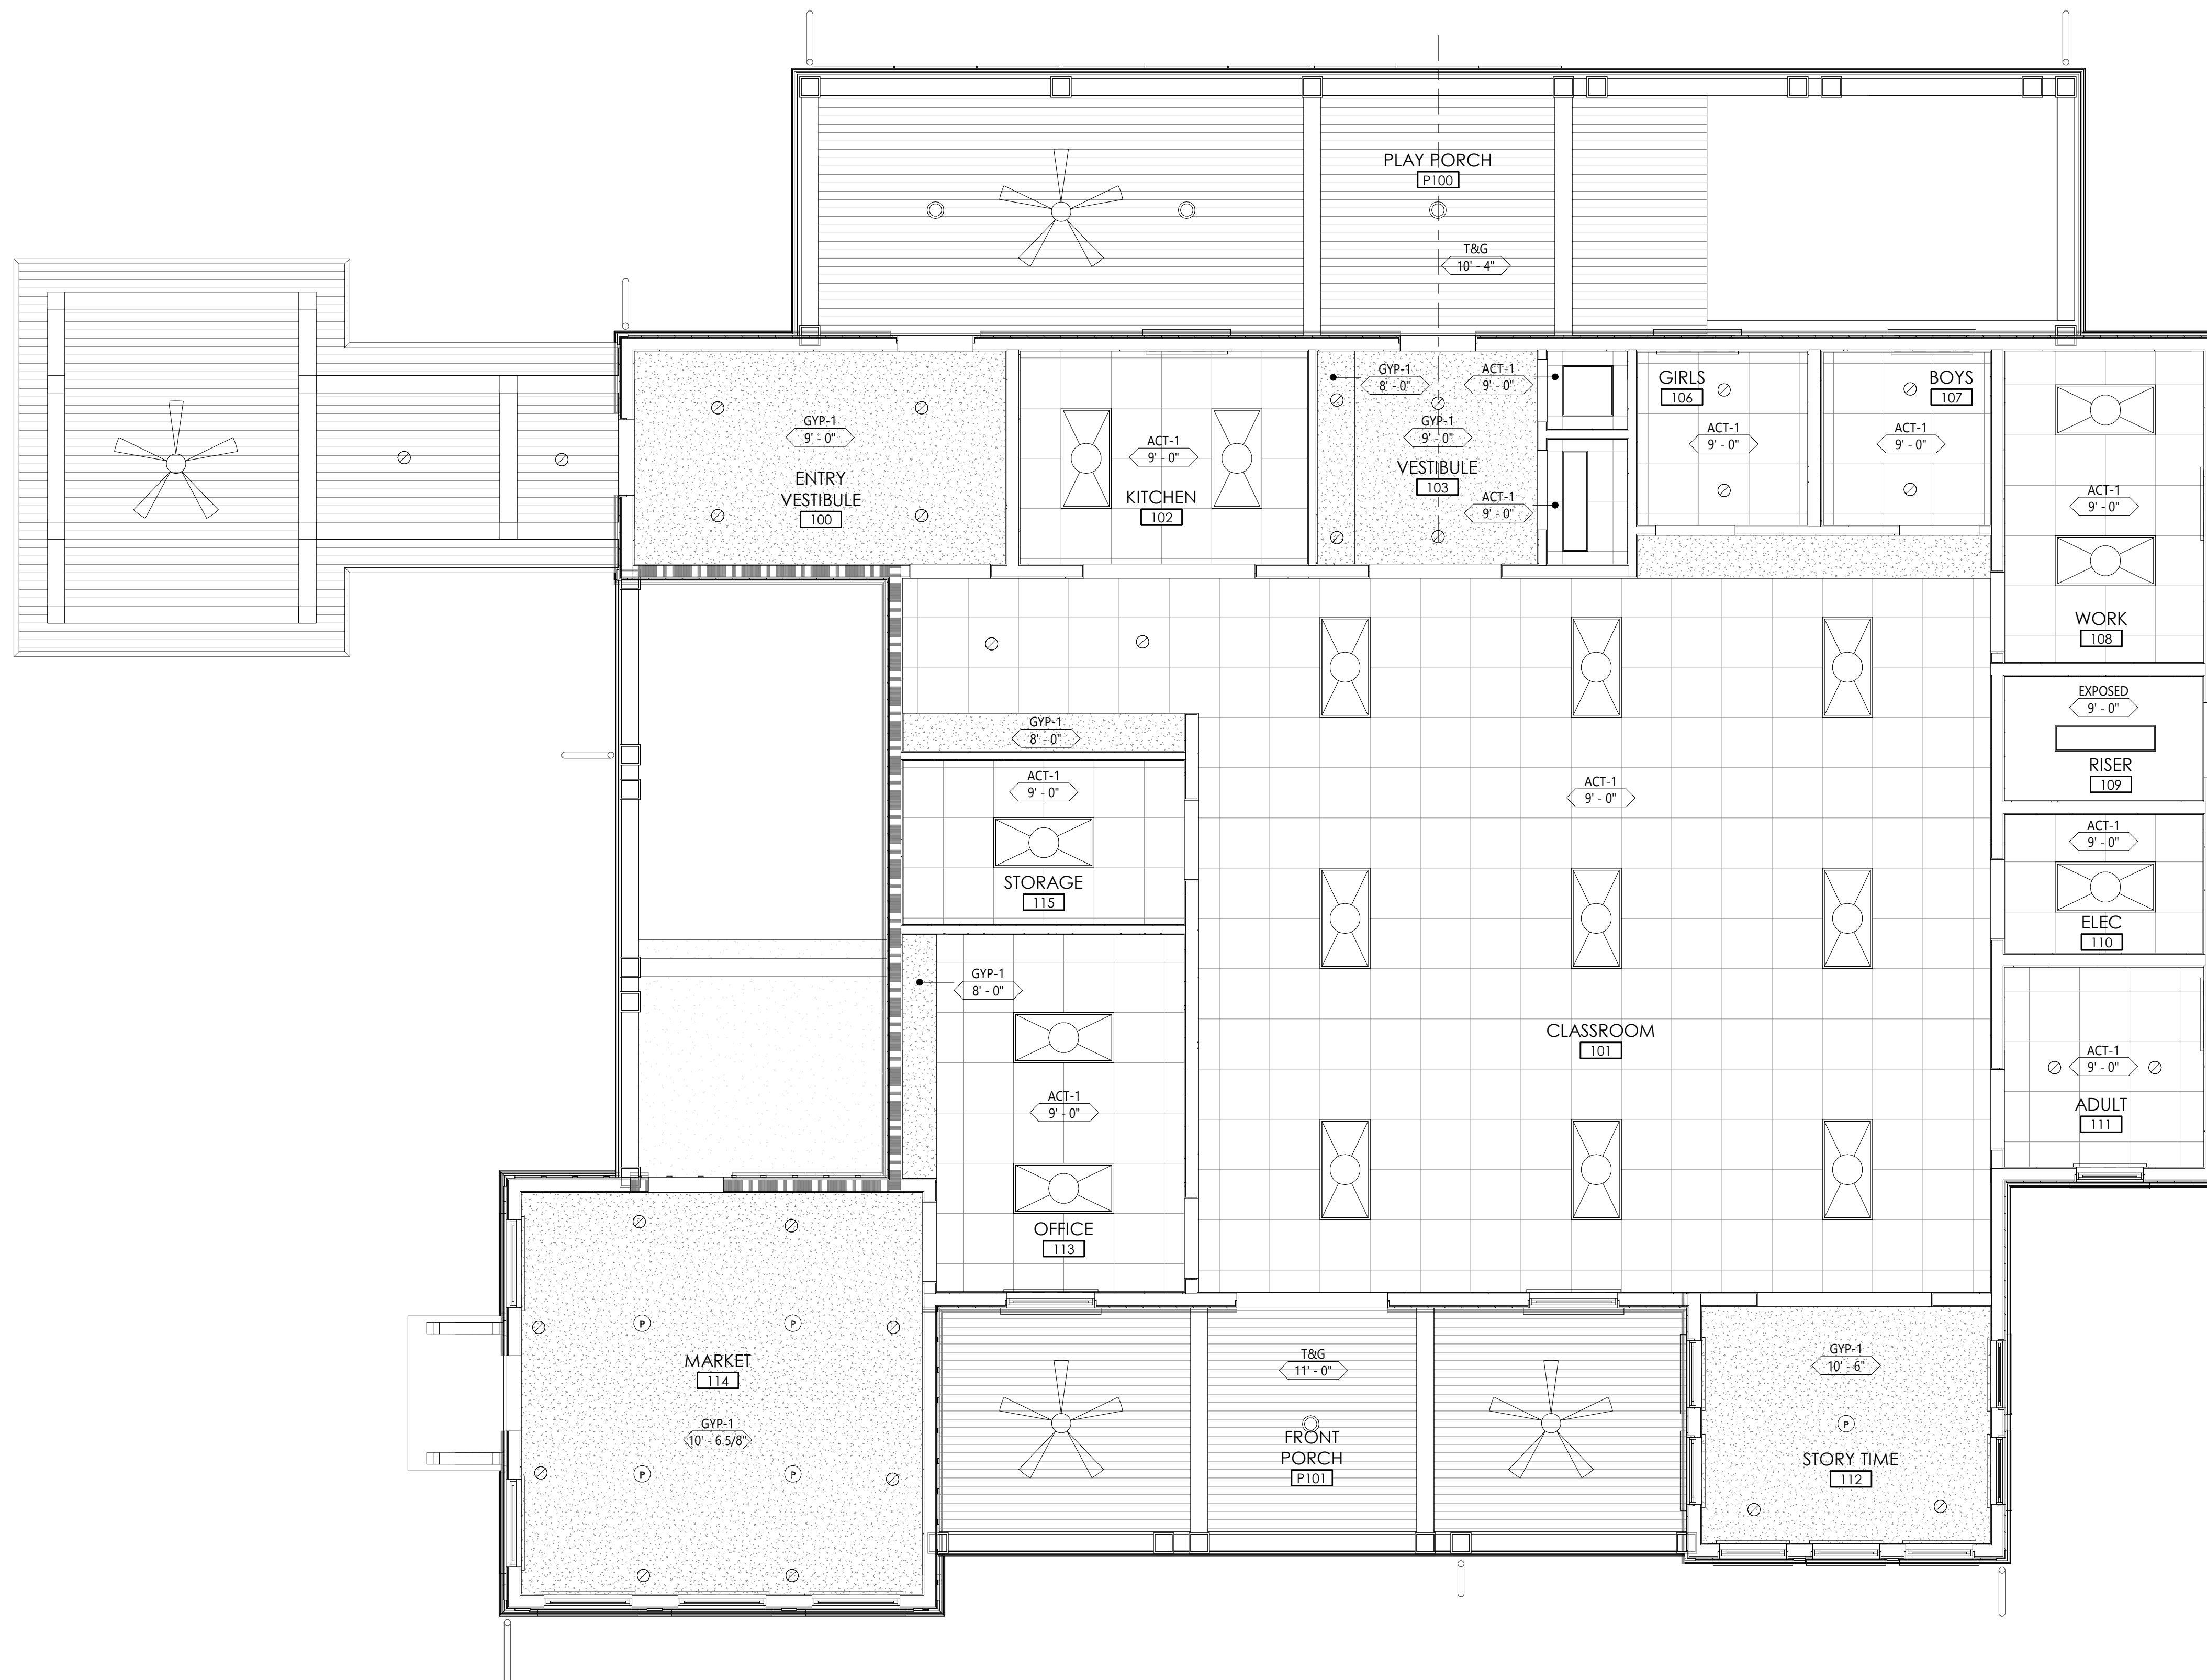 PLAY PORCH
P100
T&G
10' - 4"
GYP-1
9' - 0"
ENTRY
VESTIBULE
100
ACT-1
9' - 0"
KITCHEN
102
GYP-1
8' - 0"
GYP-1
9' - 0"
VESTIBULE
103
ACT-1
9' - 0"
ACT-1
9' - 0"
GIRLS
106
ACT-1
9' - 0"
BOYS
107
ACT-1
9' - 0"
ACT-1
9' - 0"
WORK
108
EXPOSED
9' - 0"
RISER
109
ACT-1
9' - 0"
ELEC
110
ACT-1
9' - 0"
ADULT
111
GYP-1
8' - 0"
ACT-1
9' - 0"
STORAGE
115
ACT-1
9' - 0"
CLASSROOM
101
GYP-1
8' - 0"
ACT-1
9' - 0"
OFFICE
113
P
P
MARKET
114
GYP-1
10' - 6 5/8"
P
P
T&G
11' - 0"
FRONT
PORCH
P101
GYP-1
10' - 6"
P
STORY TIME
112